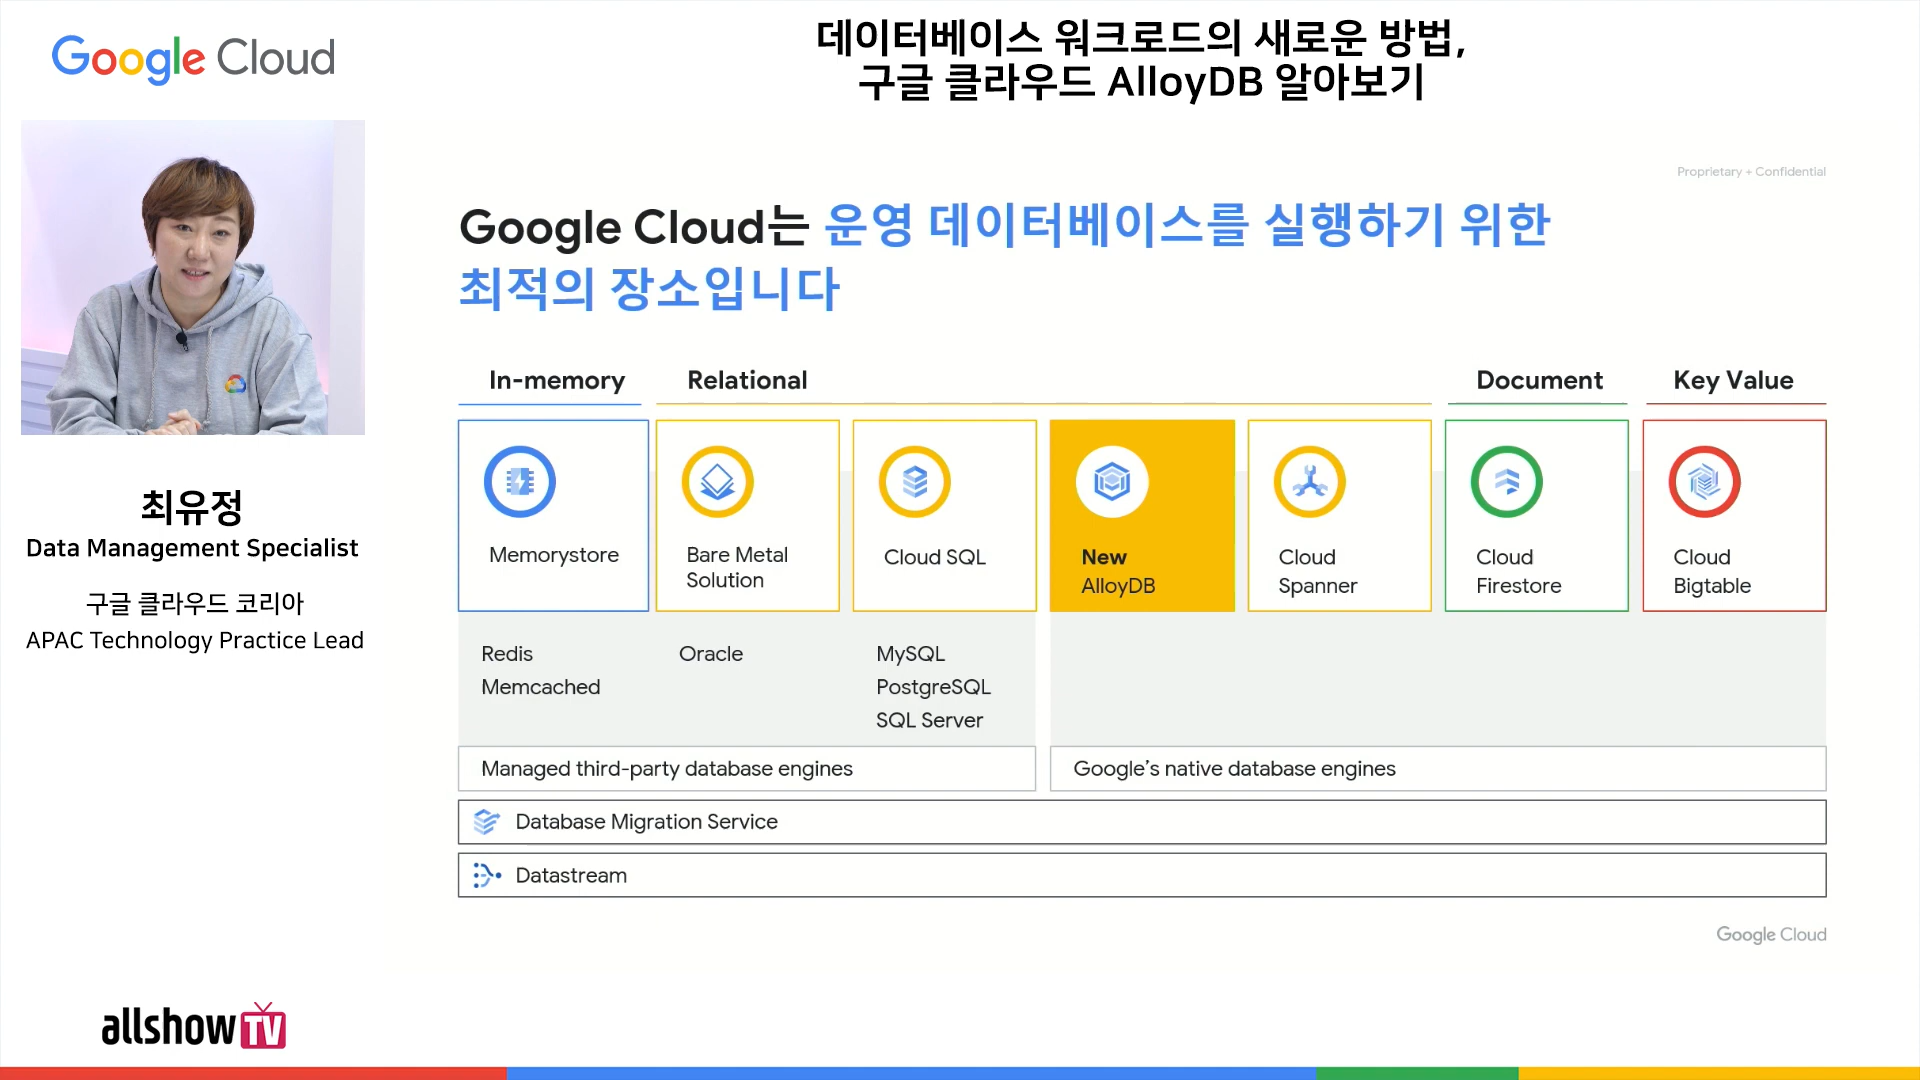 Google Cloud
데이터베이스 워크로드의 새로운 방법,
구글 클라우드 AlloyDB 알아보기
최유정
Data Management Specialist
구글 클라우드 코리아
APAC Technology Practice Lead
Proprietary + Confidential
Google Cloud는 운영 데이터베이스를 실행하기 위한
최적의 장소입니다
In-memory
Relational
Document
Key Value
Memorystore
Bare Metal
Solution
Cloud SQL
New
AlloyDB
Cloud
Spanner
Cloud
Firestore
Cloud
Bigtable
Redis
Memcached
Oracle
MySQL
PostgreSQL
SQL Server
Managed third-party database engines
Google's native database engines
Database Migration Service
Datastream
Google Cloud
allshowTV